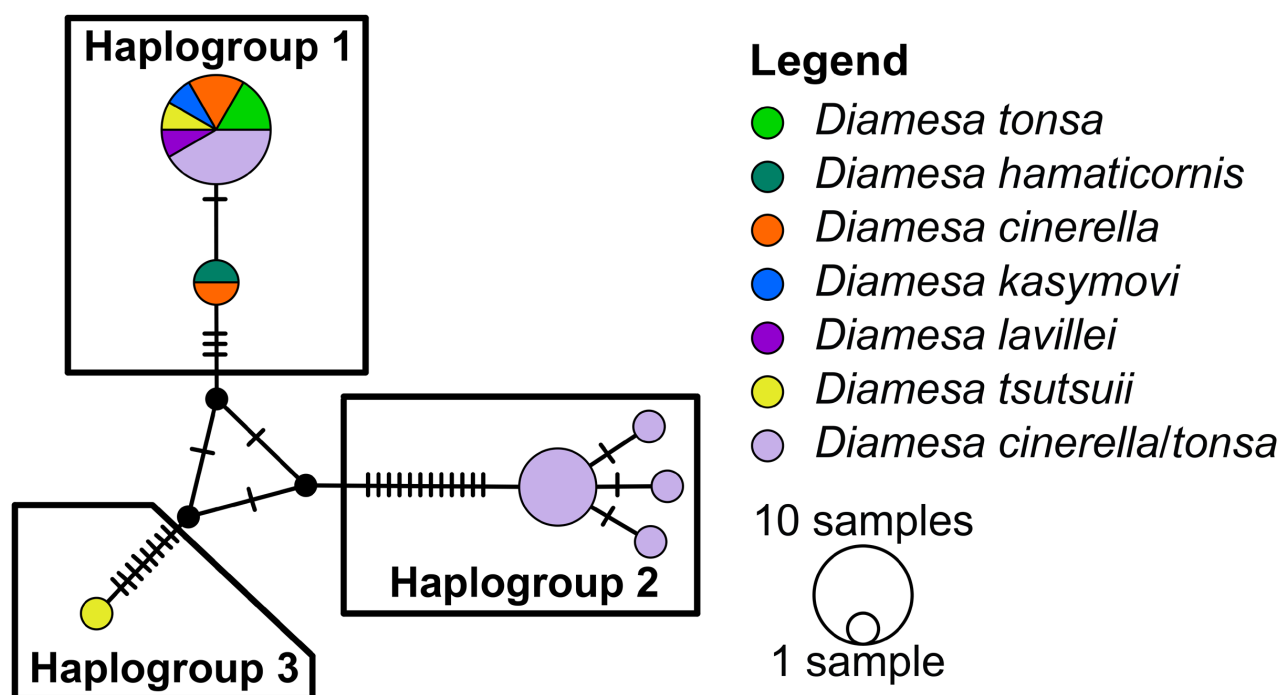 Haplogroup 1
Haplogroup 2
Haplogroup 3
Legend
Diamesa tonsa
Diamesa hamaticornis
Diamesa cinerella
Diamesa kasymovi
Diamesa lavillei
Diamesa tsutsuii
Diamesa cinerella/tonsa
10 samples
1 sample